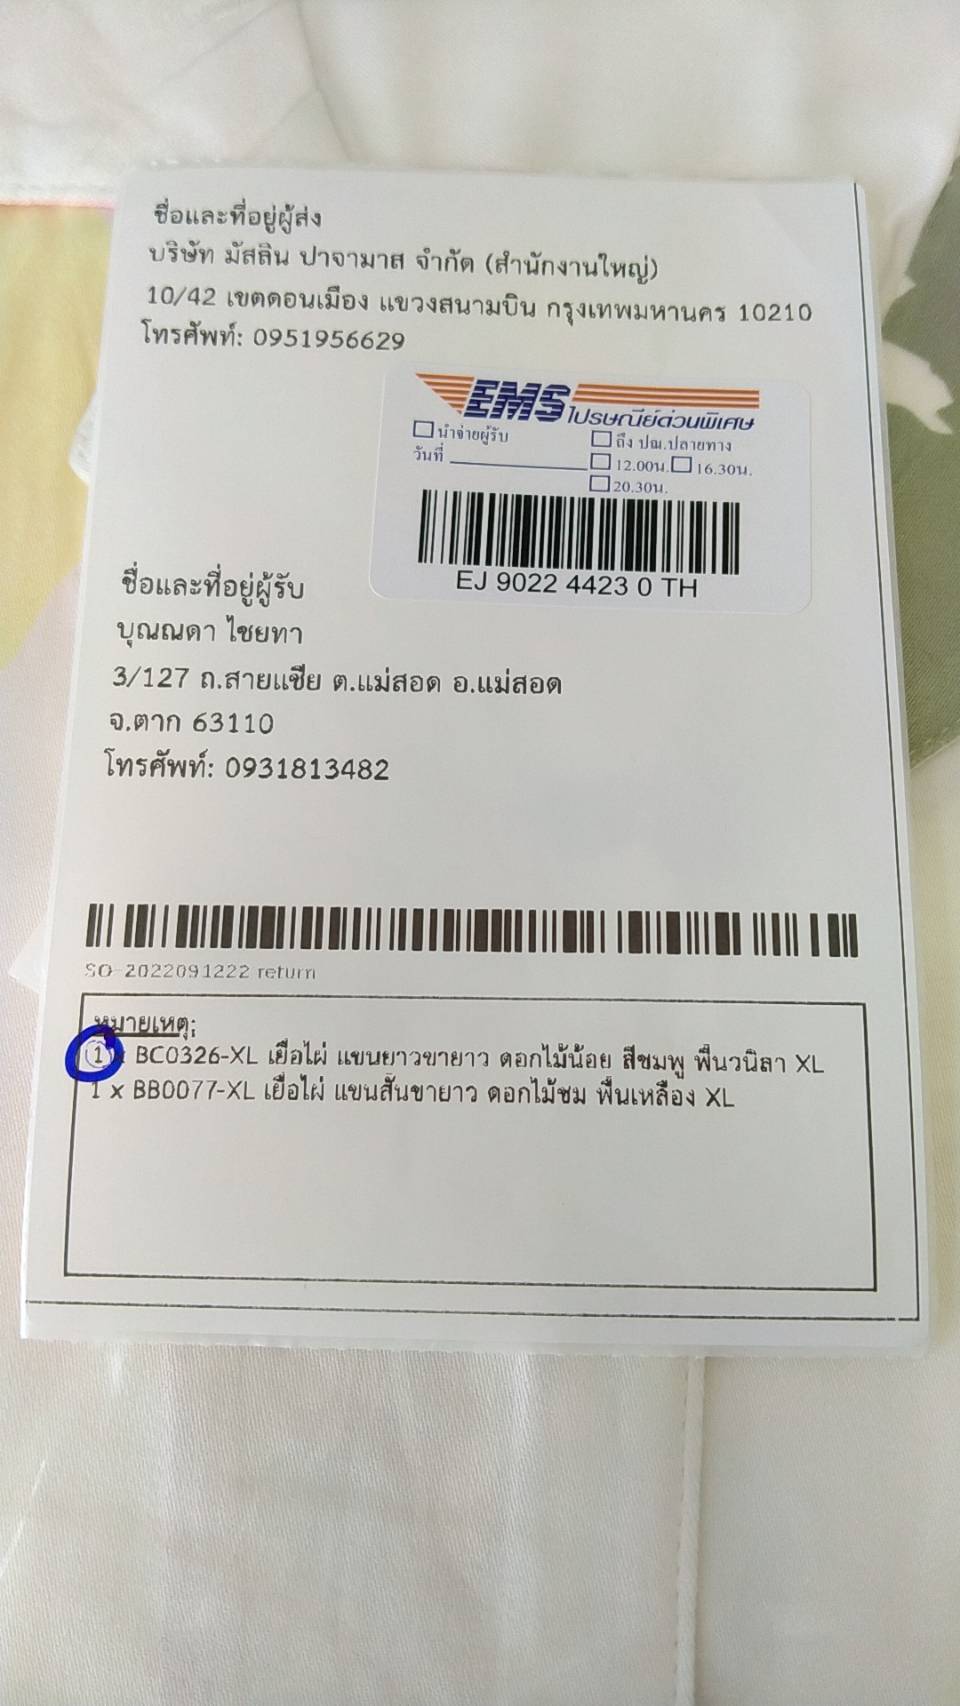 ชื่อและที่อยู่ผู้ส่ง
บริษัท มัสลิน ปาจามาส จำกัด (สำนักงานใหญ่)
10/42 เขตดอนเมือง แขวงสนามบิน กรุงเทพมหานคร 10210
โทรศัพท์: 0951956629
EMS ไปรษณีย์ด่วนพิเศษ
นำจ่ายผู้รับ
ถึง ปณ.ปลายทาง
วันที่
12.00น. 16.30น.
20.30น.
EJ 9022 4423 0 TH
ชื่อและที่อยู่ผู้รับ
บุณณดา ไชยทา
3/127 ถ.สายแชีย ต.แม่สอด อ.แม่สอด
จ.ตาก 63110
โทรศัพท์: 0931813482
SO-2022091222 return
หมายเหตุ:
1 x BC0326-XL เยื่อไผ่ แขนยาวขายาว ดอกไม้น้อย สีชมพู พื้นวนิลา XL
1 x BB0077-XL เยื่อไผ่ แขนสั้นขายาว ดอกไม้ชม พื้นเหลือง XL